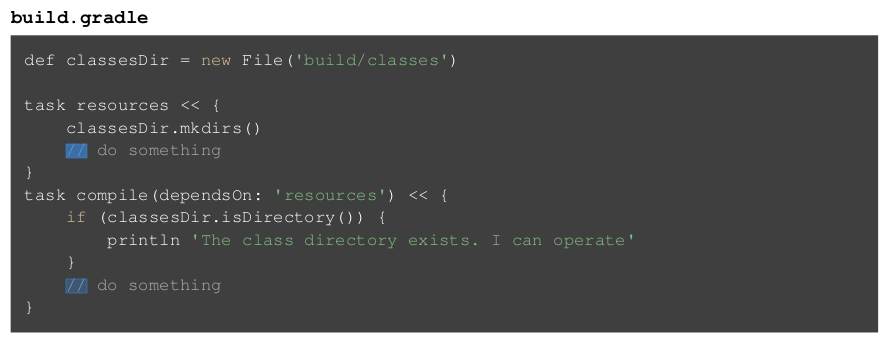 build.gradle
def classesDir = new File('build/classes')
task resources << {
    classesDir.mkdirs()
    // do something
}
task compile(dependsOn: 'resources') << {
    if (classesDir.isDirectory()) {
        println 'The class directory exists. I can operate'
    }
    // do something
}